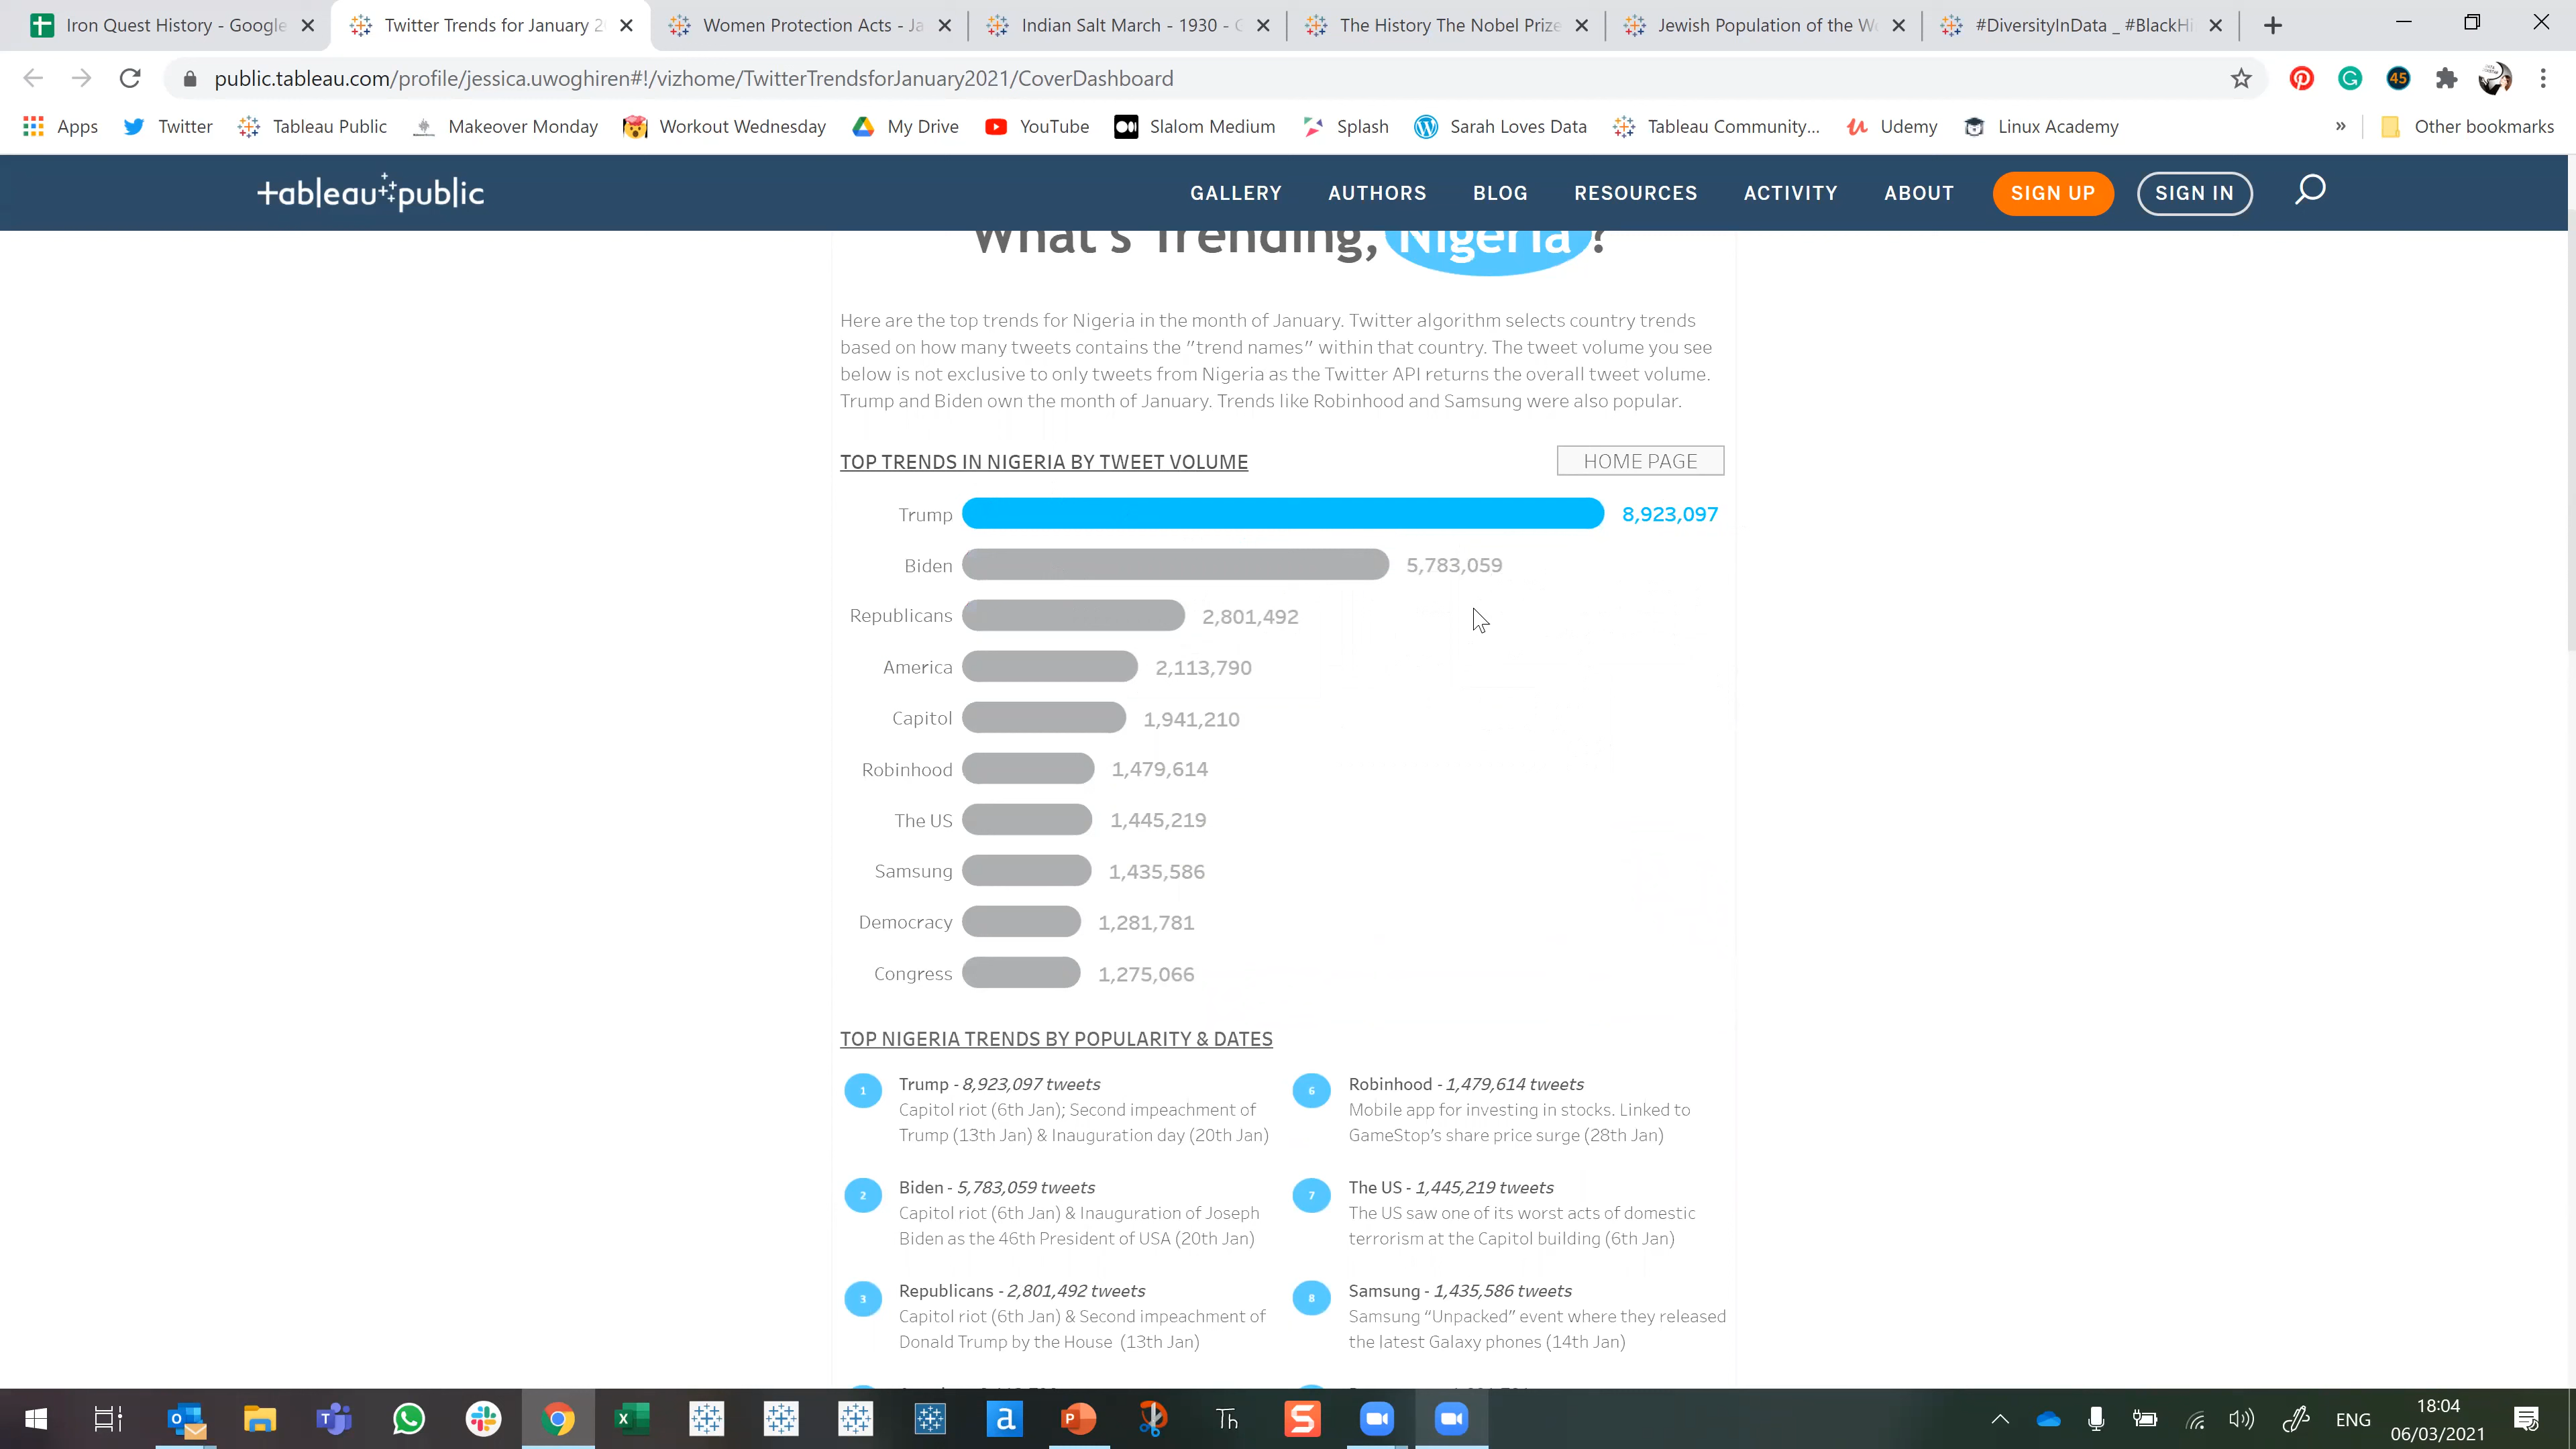 Iron Quest History - Google
Twitter Trends for January 2
Women Protection Acts - Ja
Indian Salt March - 1930 -
The History The Nobel Prize
Jewish Population of the Wo
#DiversityInData _ #BlackHi
public.tableau.com/profile/jessica.uwoghiren#!/vizhome/TwitterTrendsforJanuary2021/CoverDashboard
45
Apps Twitter Tableau Public Makeover Monday Workout Wednesday My Drive YouTube Slalom Medium Splash Sarah Loves Data Tableau Community... Udemy Linux Academy » Other bookmarks
tableau public GALLERY AUTHORS BLOG RESOURCES ACTIVITY ABOUT SIGN UP SIGN IN
What's Trending, Nigeria ?
Here are the top trends for Nigeria in the month of January. Twitter algorithm selects country trends
based on how many tweets contains the "trend names" within that country. The tweet volume you see
below is not exclusive to only tweets from Nigeria as the Twitter API returns the overall tweet volume.
Trump and Biden own the month of January. Trends like Robinhood and Samsung were also popular.
TOP TRENDS IN NIGERIA BY TWEET VOLUME HOME PAGE
Trump 8,923,097
Biden 5,783,059
Republicans 2,801,492
America 2,113,790
Capitol 1,941,210
Robinhood 1,479,614
The US 1,445,219
Samsung 1,435,586
Democracy 1,281,781
Congress 1,275,066
TOP NIGERIA TRENDS BY POPULARITY & DATES
1 Trump - 8,923,097 tweets
Capitol riot (6th Jan); Second impeachment of
Trump (13th Jan) & Inauguration day (20th Jan)
2 Biden - 5,783,059 tweets
Capitol riot (6th Jan) & Inauguration of Joseph
Biden as the 46th President of USA (20th Jan)
3 Republicans - 2,801,492 tweets
Capitol riot (6th Jan) & Second impeachment of
Donald Trump by the House (13th Jan)
6 Robinhood - 1,479,614 tweets
Mobile app for investing in stocks. Linked to
GameStop's share price surge (28th Jan)
7 The US - 1,445,219 tweets
The US saw one of its worst acts of domestic
terrorism at the Capitol building (6th Jan)
8 Samsung - 1,435,586 tweets
Samsung "Unpacked" event where they released
the latest Galaxy phones (14th Jan)
Th
ENG
18:04
06/03/2021